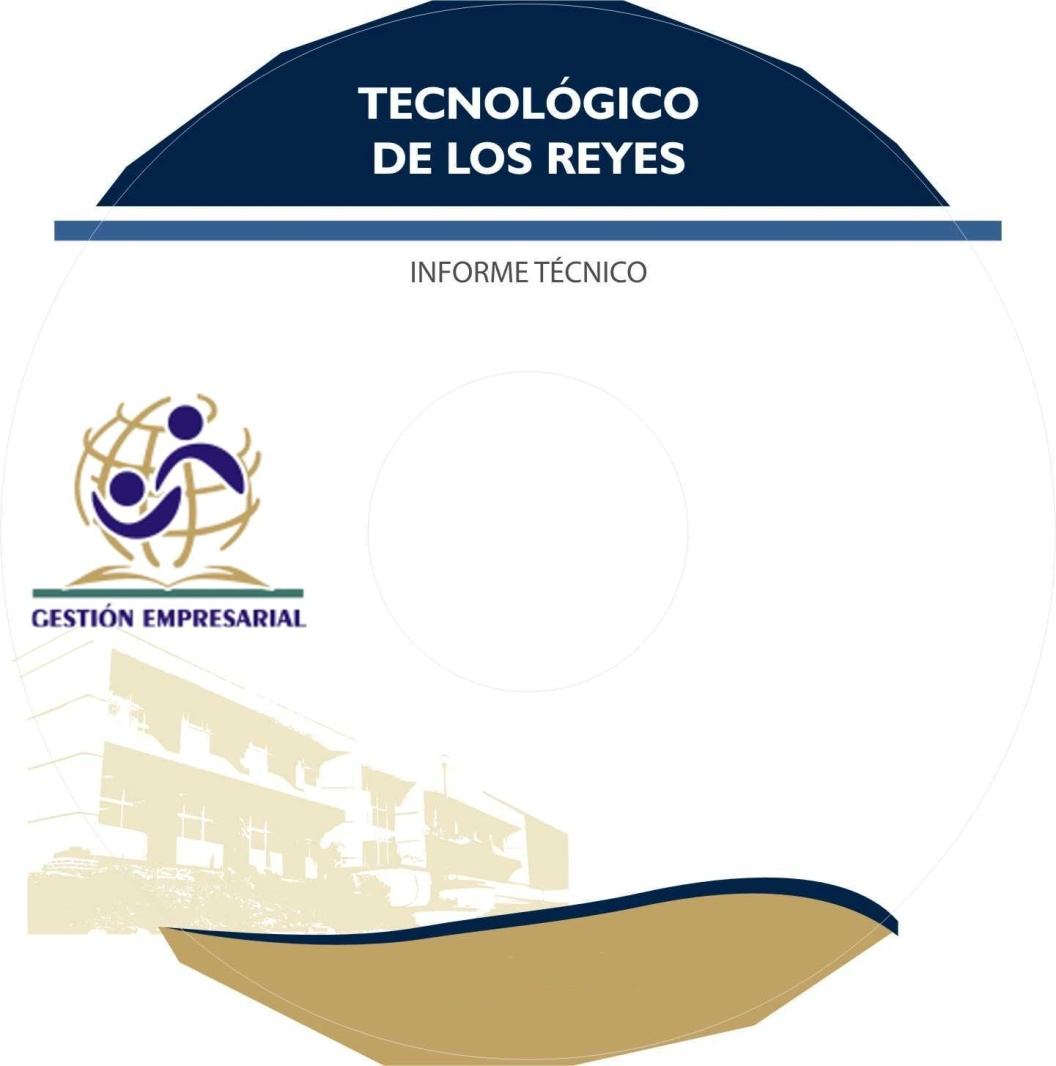 TECNOLÓGICO
DE LOS REYES
INFORME TÉCNICO
GESTIÓN EMPRESARIAL